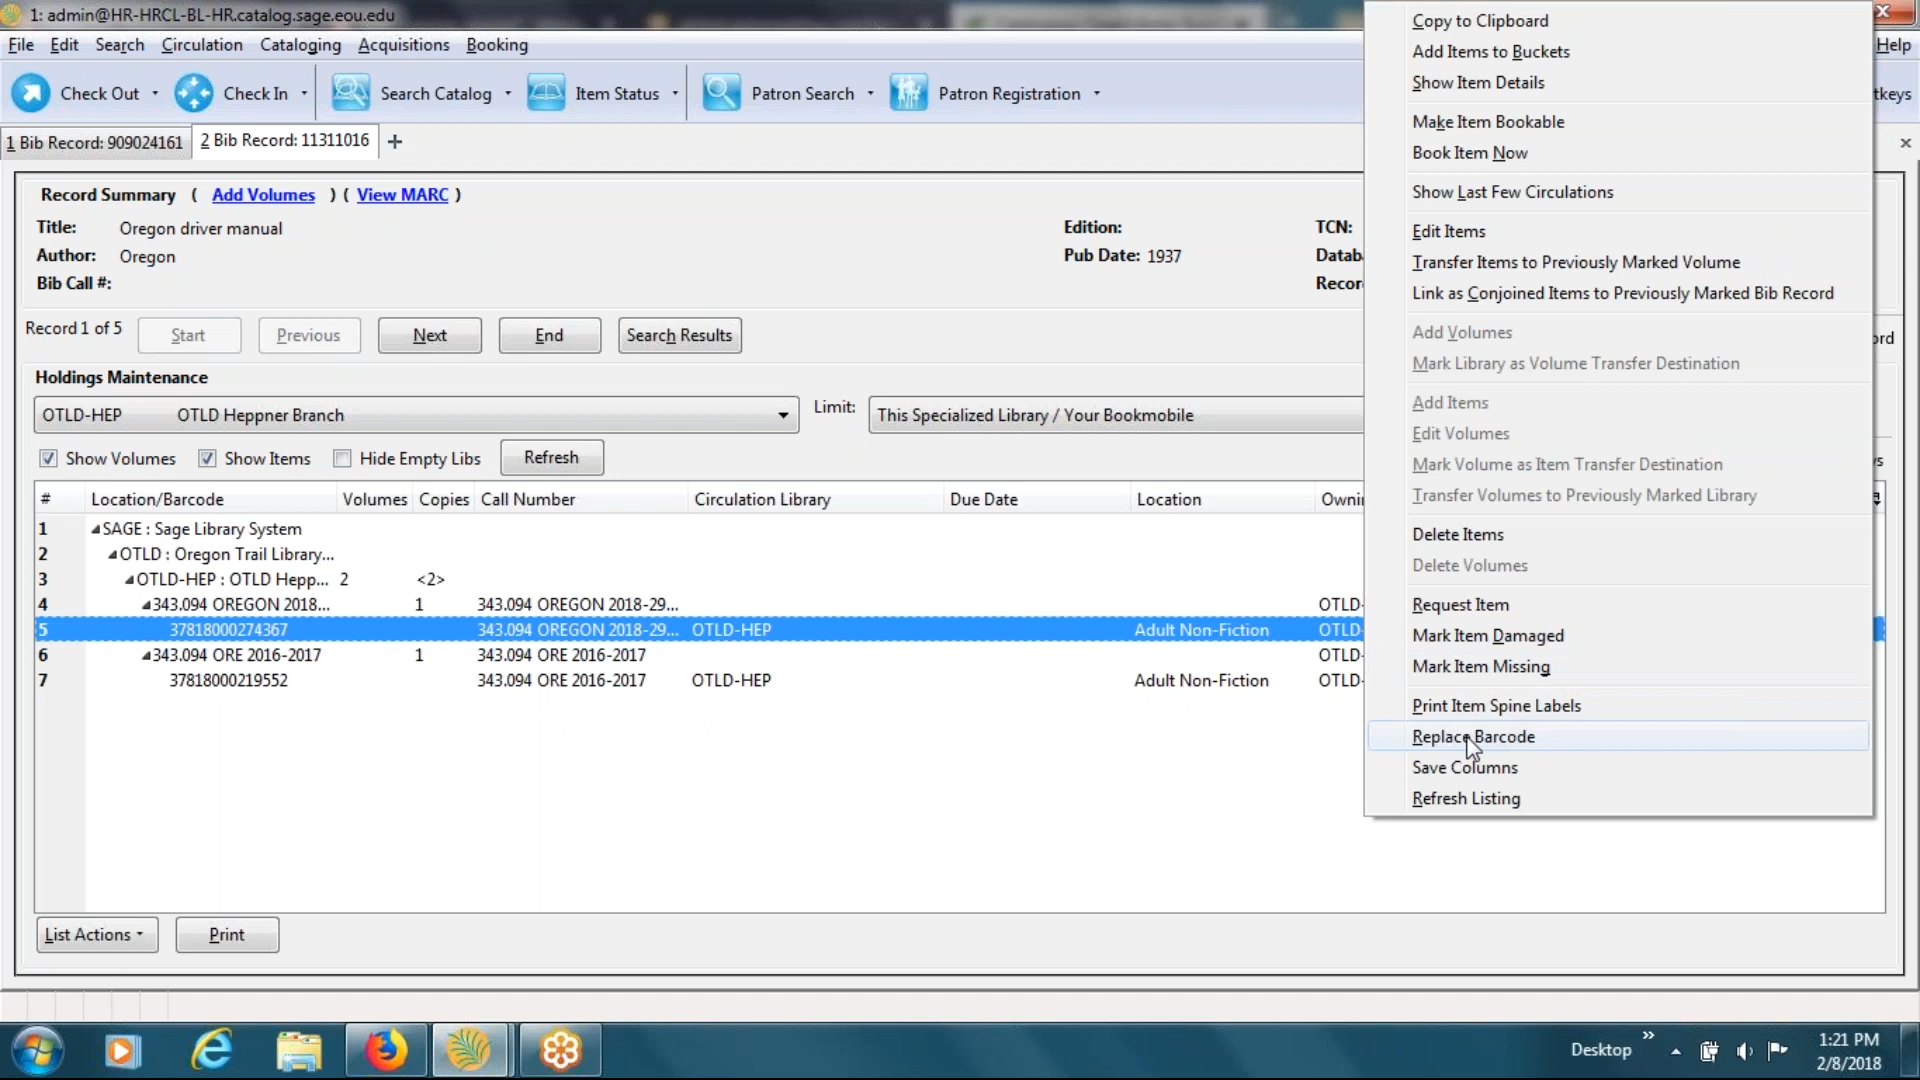 1: admin@HR-HRCL-BL-HR.catalog.sage.eou.edu
File Edit Search Circulation Cataloging Acquisitions Booking Help
Check Out Check In Search Catalog Item Status Patron Search Patron Registration tkeys
1 Bib Record: 909024161 2 Bib Record: 11311016
Record Summary ( Add Volumes ) ( View MARC )
Title: Oregon driver manual Edition: TCN:
Author: Oregon Pub Date: 1937 Datab
Bib Call #: Recor
Record 1 of 5 Start Previous Next End Search Results ord
Holdings Maintenance
OTLD-HEP OTLD Heppner Branch Limit: This Specialized Library / Your Bookmobile
Show Volumes Show Items Hide Empty Libs Refresh
# Location/Barcode Volumes Copies Call Number Circulation Library Due Date Location Ownin
1 SAGE : Sage Library System
2 OTLD : Oregon Trail Library...
3 OTLD-HEP : OTLD Hepp... 2 <2>
4 343.094 OREGON 2018... 1 343.094 OREGON 2018-29... OTLD-
5 37818000274367 343.094 OREGON 2018-29... OTLD-HEP Adult Non-Fiction OTLD-
6 343.094 ORE 2016-2017 1 343.094 ORE 2016-2017 OTLD-
7 37818000219552 343.094 ORE 2016-2017 OTLD-HEP Adult Non-Fiction OTLD-
List Actions Print
Copy to Clipboard
Add Items to Buckets
Show Item Details
Make Item Bookable
Book Item Now
Show Last Few Circulations
Edit Items
Transfer Items to Previously Marked Volume
Link as Conjoined Items to Previously Marked Bib Record
Add Volumes
Mark Library as Volume Transfer Destination
Add Items
Edit Volumes
Mark Volume as Item Transfer Destination
Transfer Volumes to Previously Marked Library
Delete Items
Delete Volumes
Request Item
Mark Item Damaged
Mark Item Missing
Print Item Spine Labels
Replace Barcode
Save Columns
Refresh Listing
Desktop 1:21 PM
2/8/2018